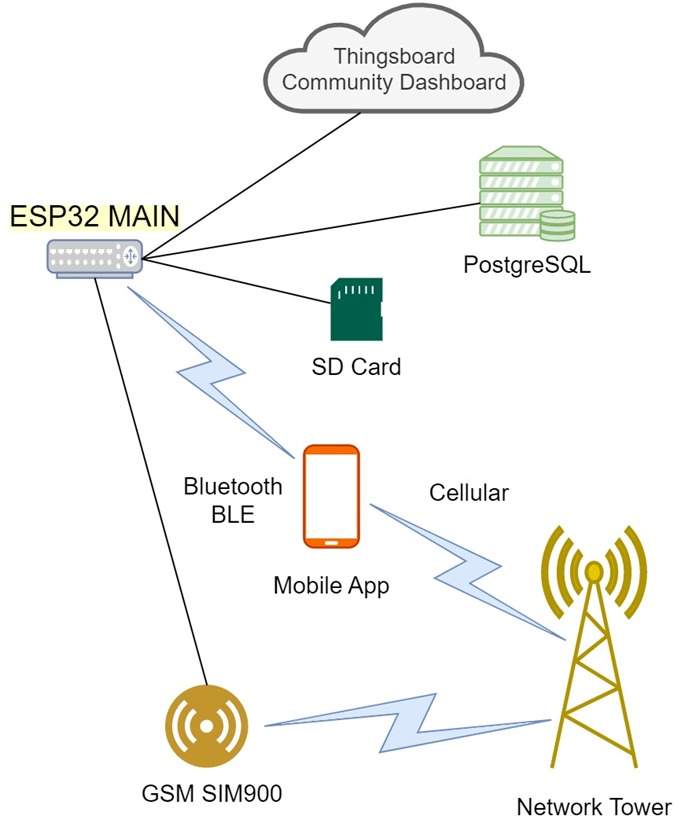 Thingsboard
Community Dashboard
ESP32 MAIN
PostgreSQL
SD Card
Bluetooth
BLE
Cellular
Mobile App
GSM SIM900
Network Tower